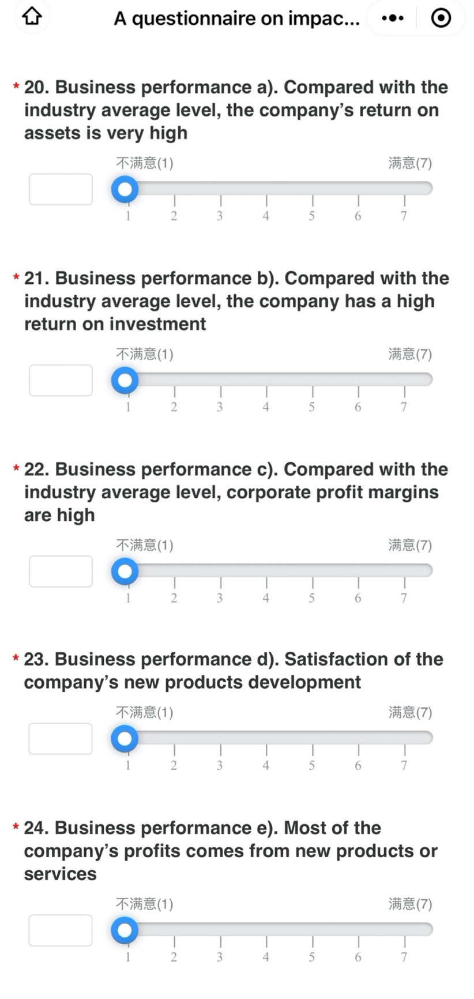 A questionnaire on impac...
* 20. Business performance a). Compared with the
industry average level, the company’s return on
assets is very high
不满意(1) 满意(7)
1 2 3 4 5 6 7
* 21. Business performance b). Compared with the
industry average level, the company has a high
return on investment
不满意(1) 满意(7)
1 2 3 4 5 6 7
* 22. Business performance c). Compared with the
industry average level, corporate profit margins
are high
不满意(1) 满意(7)
1 2 3 4 5 6 7
* 23. Business performance d). Satisfaction of the
company’s new products development
不满意(1) 满意(7)
1 2 3 4 5 6 7
* 24. Business performance e). Most of the
company’s profits comes from new products or
services
不满意(1) 满意(7)
1 2 3 4 5 6 7